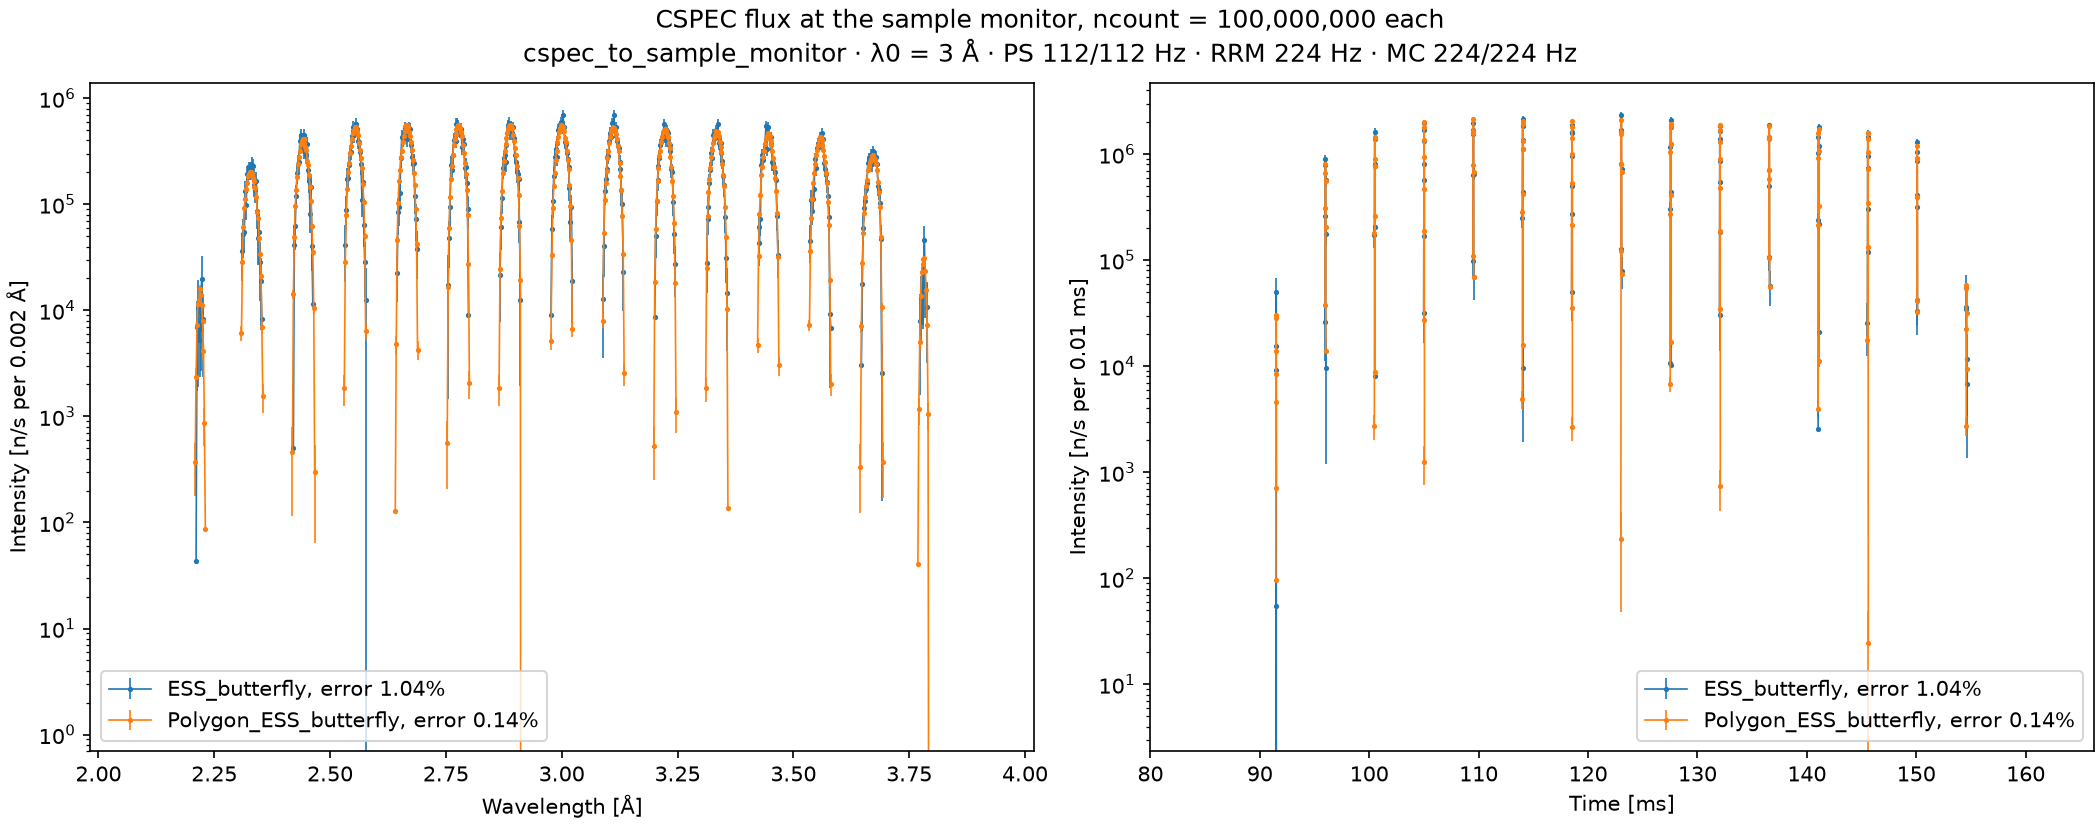 CSPEC flux at the sample monitor, ncount = 100,000,000 each
cspec_to_sample_monitor · λ0 = 3 Å · PS 112/112 Hz · RRM 224 Hz · MC 224/224 Hz
Intensity [n/s per 0.002 Å]
10⁶
10⁵
10⁴
10³
10²
10¹
10⁰
ESS_butterfly, error 1.04%
Polygon_ESS_butterfly, error 0.14%
2.00 2.25 2.50 2.75 3.00 3.25 3.50 3.75 4.00
Wavelength [Å]
Intensity [n/s per 0.01 ms]
10⁶
10⁵
10⁴
10³
10²
10¹
ESS_butterfly, error 1.04%
Polygon_ESS_butterfly, error 0.14%
80 90 100 110 120 130 140 150 160
Time [ms]